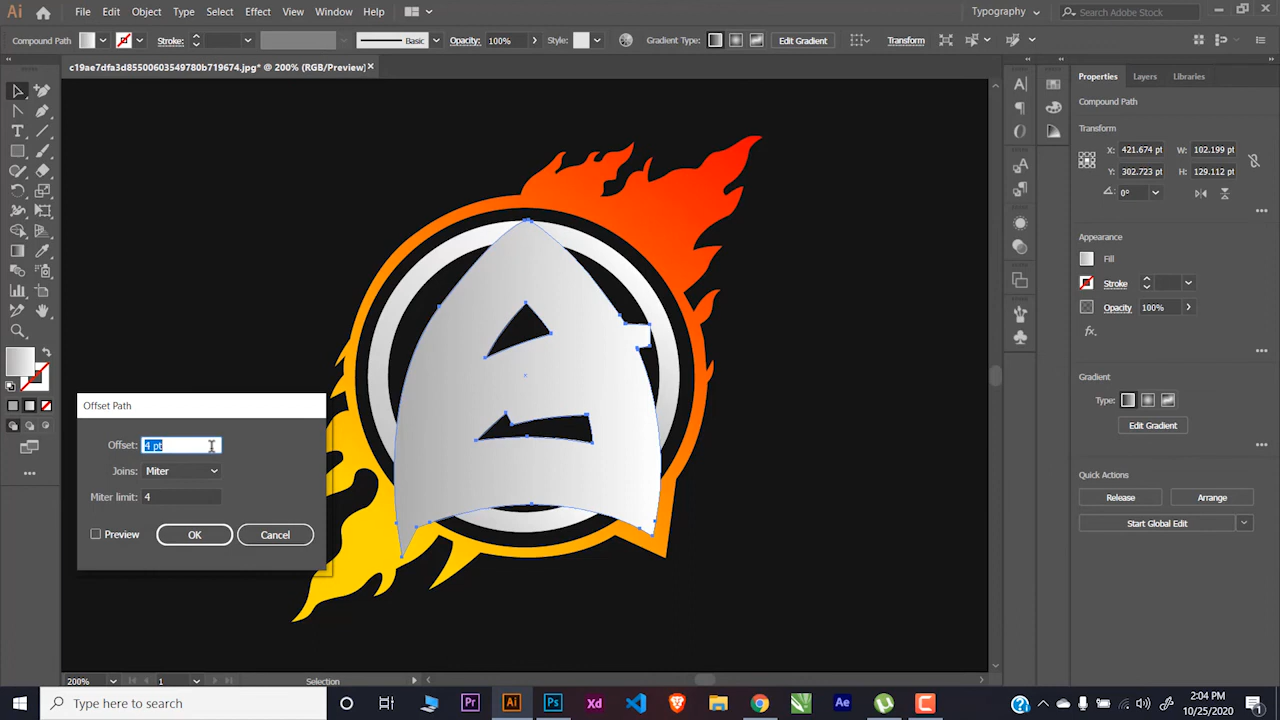 Ai File Edit Object Type Select Effect View Window Help Typography Search Adobe Stock
Compound Path Stroke: Basic Opacity: 100% Style: Gradient Type: Edit Gradient Transform
c19ae7dfa3d85500603549780b719674.jpg* @ 200% (RGB/Preview)
Properties Layers Libraries
Compound Path
Transform
X: 421.674 pt W: 102.199 pt
Y: 302.723 pt H: 129.112 pt
0°
Appearance
Fill
Stroke
Opacity 100%
fx.
Gradient
Type:
Edit Gradient
Quick Actions
Release Arrange
Start Global Edit
Offset Path
Offset: 4 pt
Joins: Miter
Miter limit: 4
Preview OK Cancel
200% 1 Selection
Type here to search Pr Ai Ps Xd Ae 2:04 PM
10/25/2020